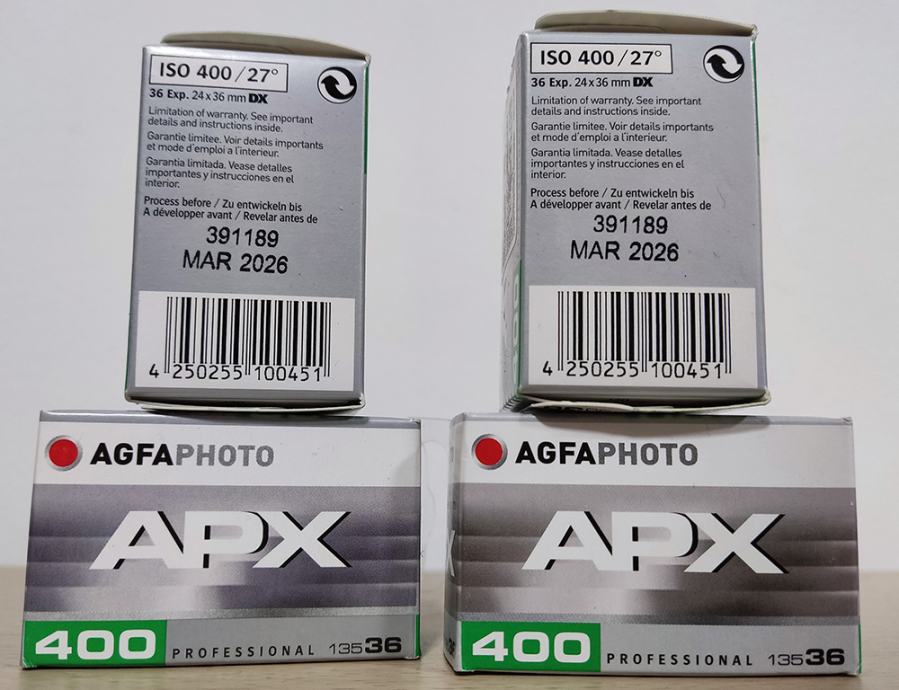 ISO 400/27°
36 Exp. 24x36 mm DX
Limitation of warranty. See important
details and instructions inside.
Garantie limitee. Voir details importants
et mode d'emploi a l'interieur.
Garantia limitada. Vease detalles
importantes y instrucciones en el
interior.
Process before / Zu entwickeln bis
A développer avant / Revelar antes de
391189
MAR 2026
4 250255 100451
ISO 400/27°
36 Exp. 24x36 mm DX
Limitation of warranty. See important
details and instructions inside.
Garantie limitee. Voir details importants
et mode d'emploi a l'interieur.
Garantia limitada. Vease detalles
importantes y instrucciones en el
interior.
Process before / Zu entwickeln bis
A développer avant / Revelar antes de
391189
MAR 2026
4 250255 100451
AGFAPHOTO
APX
400 PROFESSIONAL 13536
AGFAPHOTO
APX
400 PROFESSIONAL 13536